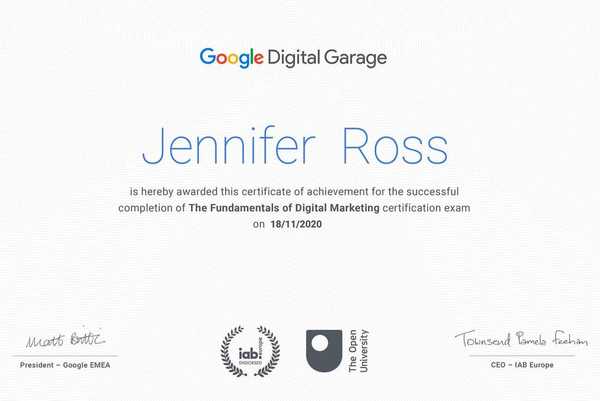 Google Digital Garage
Jennifer Ross
is hereby awarded this certificate of achievement for the successful
completion of The Fundamentals of Digital Marketing certification exam
on 18/11/2020
Matt Brittin
President – Google EMEA
iab.europe
ENDORSED
The Open
University
Townsend Pamela Feehan
CEO – IAB Europe